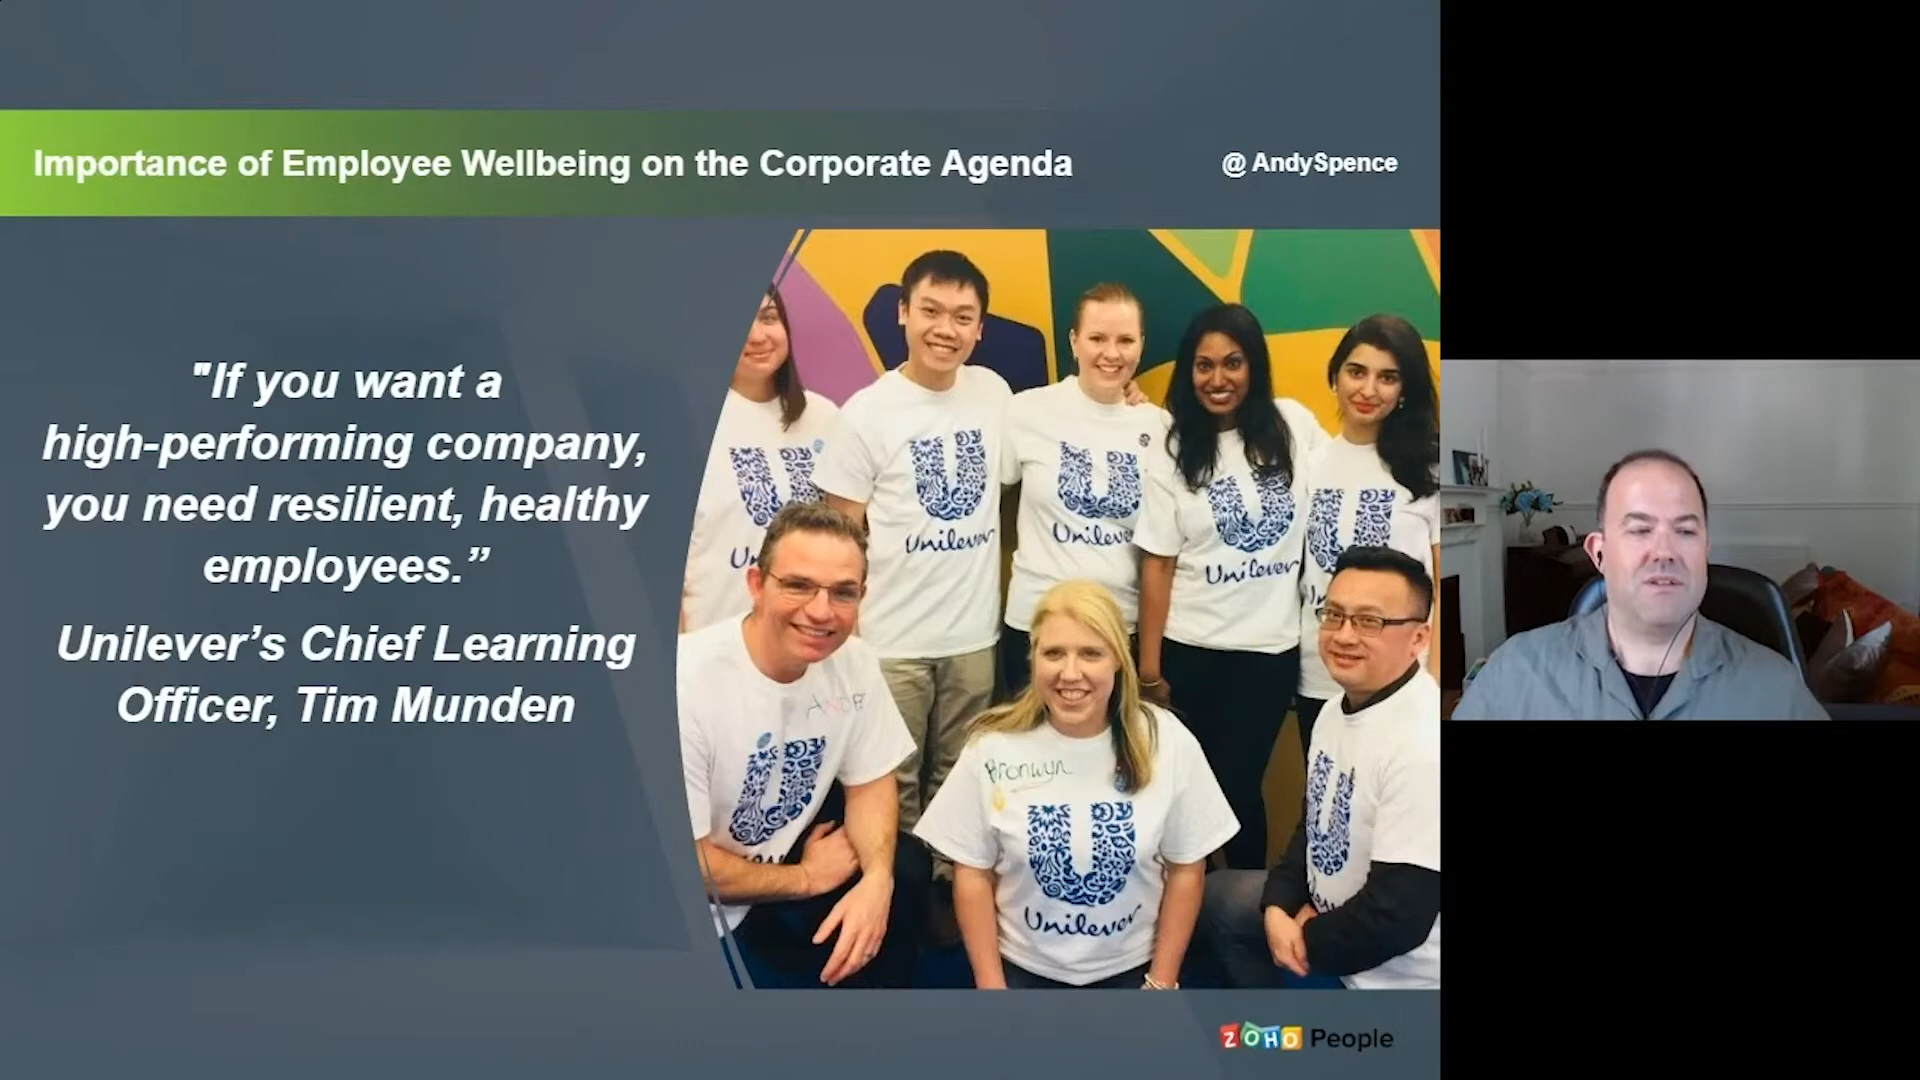 Importance of Employee Wellbeing on the Corporate Agenda
@AndySpence
"If you want a
high-performing company,
you need resilient, healthy
employees.”
Unilever’s Chief Learning
Officer, Tim Munden
Unilever
Unilever
Unilever
Bronwyn
Unilever
ZOHO People